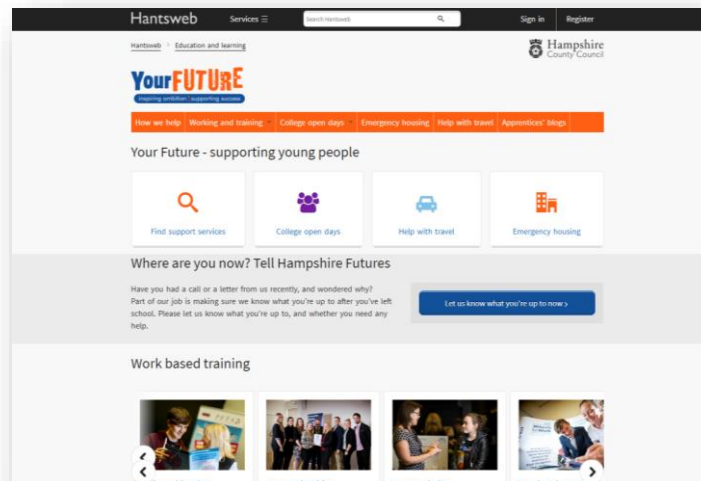 Hantsweb Services Search Hantsweb Sign in Register
Hantsweb > Education and learning
Hampshire
County Council
YourFUTURE
inspiring ambition | supporting success
How we help Working and training College open days Emergency housing Help with travel Apprentices' blogs
Your Future - supporting young people
Find support services College open days Help with travel Emergency housing
Where are you now? Tell Hampshire Futures
Have you had a call or a letter from us recently, and wondered why?
Part of our job is making sure we know what you're up to after you've left
school. Please let us know what you're up to, and whether you need any
help.
Let us know what you're up to now >
Work based training